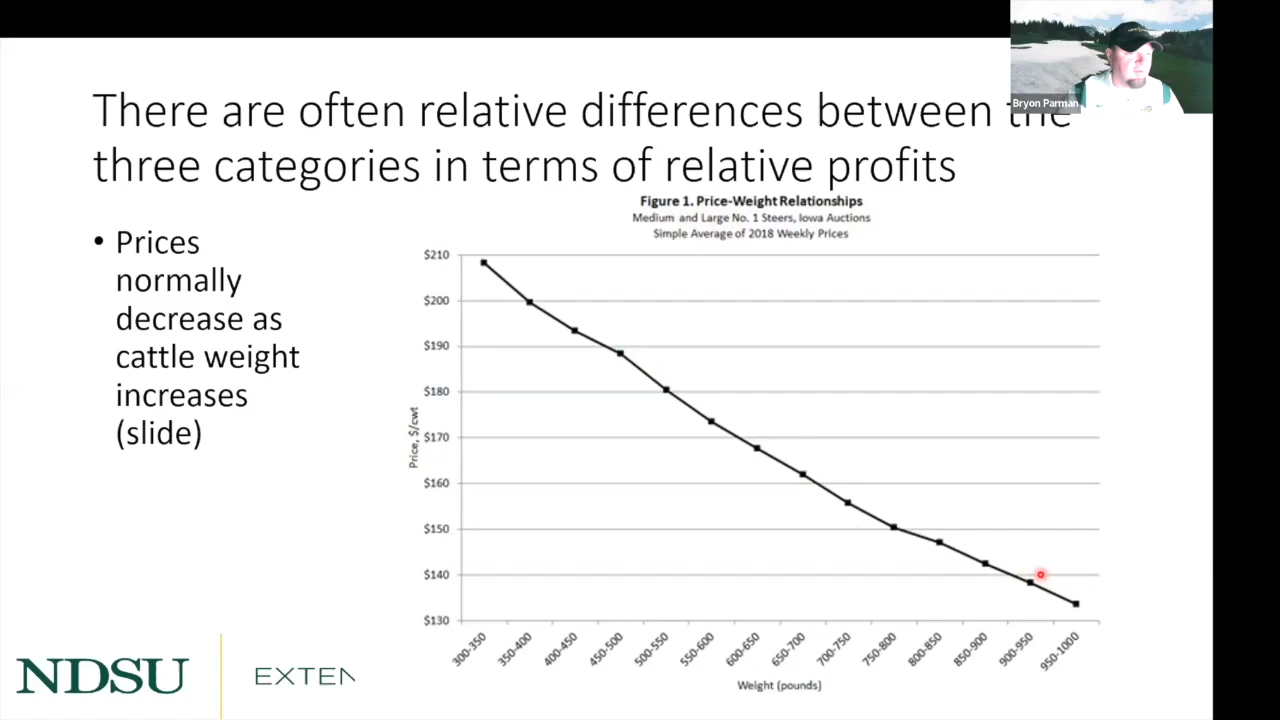 There are often relative differences between the
three categories in terms of relative profits
Bryon Parman
• Prices
normally
decrease as
cattle weight
increases
(slide)
Figure 1. Price-Weight Relationships
Medium and Large No. 1 Steers, Iowa Auctions
Simple Average of 2018 Weekly Prices
Price, $/cwt
$210
$200
$190
$180
$170
$160
$150
$140
$130
300-350
350-400
400-450
450-500
500-550
550-600
600-650
650-700
700-750
750-800
800-850
850-900
900-950
950-1000
Weight (pounds)
NDSU
EXTEN